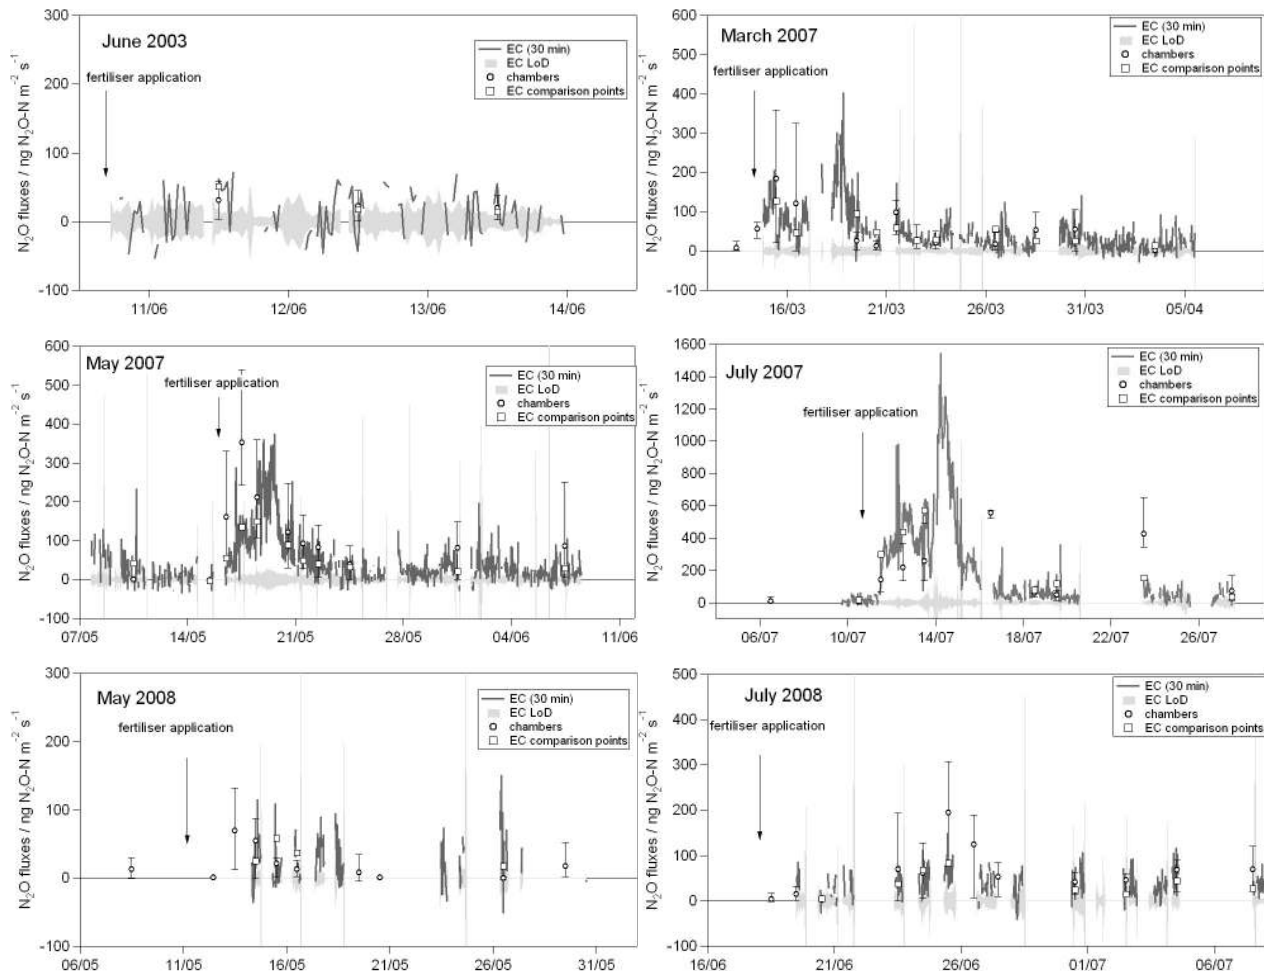 June 2003
fertiliser application
EC (30 min)
EC LoD
chambers
EC comparison points
N₂O fluxes / ng N₂O-N m⁻² s⁻¹
300
200
100
0
-100
11/06 12/06 13/06 14/06
March 2007
fertiliser application
EC (30 min)
EC LoD
chambers
EC comparison points
N₂O fluxes / ng N₂O-N m⁻² s⁻¹
600
500
400
300
200
100
0
-100
16/03 21/03 26/03 31/03 05/04
May 2007
fertiliser application
EC (30 min)
EC LoD
chambers
EC comparison points
N₂O fluxes / ng N₂O-N m⁻² s⁻¹
600
500
400
300
200
100
0
-100
07/05 14/05 21/05 28/05 04/06 11/06
July 2007
fertiliser application
EC (30 min)
EC LoD
chambers
EC comparison points
N₂O fluxes / ng N₂O-N m⁻² s⁻¹
1600
1400
1200
1000
800
600
400
200
0
06/07 10/07 14/07 18/07 22/07 26/07
May 2008
fertiliser application
EC (30 min)
EC LoD
chambers
EC comparison points
N₂O fluxes / ng N₂O-N m⁻² s⁻¹
300
200
100
0
-100
06/05 11/05 16/05 21/05 26/05 31/05
July 2008
fertiliser application
EC (30 min)
EC LoD
chambers
EC comparison points
N₂O fluxes / ng N₂O-N m⁻² s⁻¹
500
400
300
200
100
0
-100
16/06 21/06 26/06 01/07 06/07